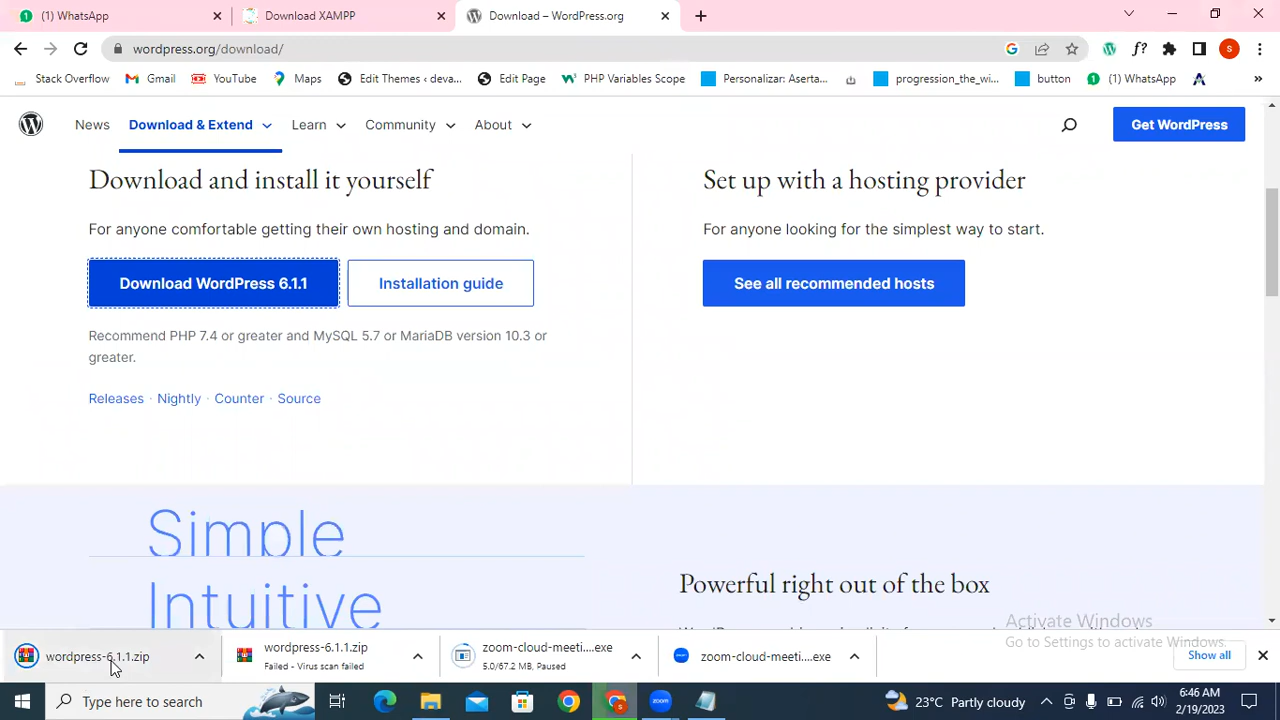 (1) WhatsApp
Download XAMPP
Download – WordPress.org
wordpress.org/download/
G
f?
S
Stack Overflow
Gmail
YouTube
Maps
Edit Themes ‹ deva...
Edit Page
PHP Variables Scope
Personalizar: Aserta...
progression_the_wi...
button
(1) WhatsApp
»
News
Download & Extend
Learn
Community
About
Get WordPress
Download and install it yourself
For anyone comfortable getting their own hosting and domain.
Download WordPress 6.1.1
Installation guide
Recommend PHP 7.4 or greater and MySQL 5.7 or MariaDB version 10.3 or
greater.
Releases · Nightly · Counter · Source
Set up with a hosting provider
For anyone looking for the simplest way to start.
See all recommended hosts
Simple
Intuitive
Powerful right out of the box
Activate Windows
Go to Settings to activate Windows.
wordpress-6.1.1.zip
wordpress-6.1.1.zip
Failed - Virus scan failed
zoom-cloud-meeti....exe
5.0/67.2 MB, Paused
zoom-cloud-meeti....exe
Show all
Type here to search
zoom
23°C Partly cloudy
6:46 AM
2/19/2023